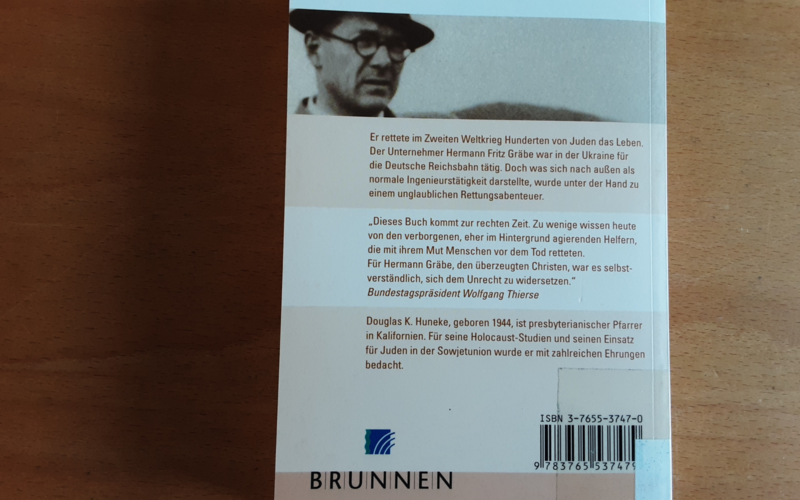 Er rettete im Zweiten Weltkrieg Hunderten von Juden das Leben.
Der Unternehmer Hermann Fritz Gräbe war in der Ukraine für
die Deutsche Reichsbahn tätig. Doch was sich nach außen als
normale Ingenieurstätigkeit darstellte, wurde unter der Hand zu
einem unglaublichen Rettungsabenteuer.
„Dieses Buch kommt zur rechten Zeit. Zu wenige wissen heute
von den verborgenen, eher im Hintergrund agierenden Helfern,
die mit ihrem Mut Menschen vor dem Tod retteten.
Für Hermann Gräbe, den überzeugten Christen, war es selbst-
verständlich, sich dem Unrecht zu widersetzen.“
Bundestagspräsident Wolfgang Thierse
Douglas K. Huneke, geboren 1944, ist presbyterianischer Pfarrer
in Kalifornien. Für seine Holocaust-Studien und seinen Einsatz
für Juden in der Sowjetunion wurde er mit zahlreichen Ehrungen
bedacht.
ISBN 3-7655-3747-0
9 783765 53747
BRUNNEN